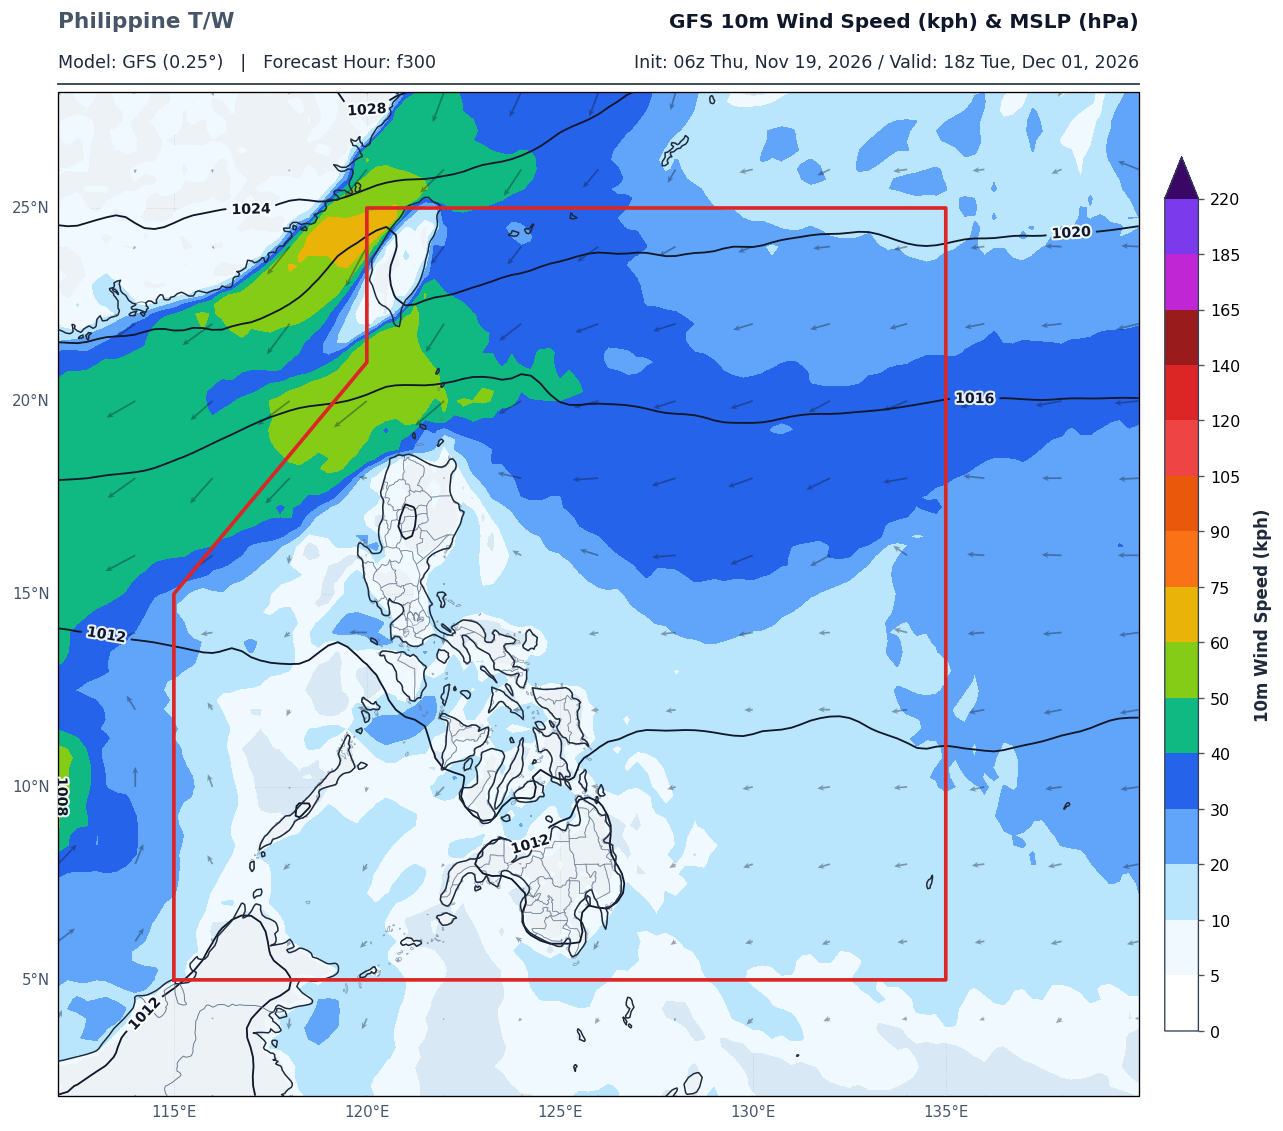 Philippine T/W
GFS 10m Wind Speed (kph) & MSLP (hPa)
Model: GFS (0.25°) | Forecast Hour: f300
Init: 06z Thu, Nov 19, 2026 / Valid: 18z Tue, Dec 01, 2026
1028
1024
1020
1016
1012
1008
1012
1012
25°N
20°N
15°N
10°N
5°N
115°E
120°E
125°E
130°E
135°E
220
185
165
140
120
105
90
75
60
50
40
30
20
10
5
0
10m Wind Speed (kph)